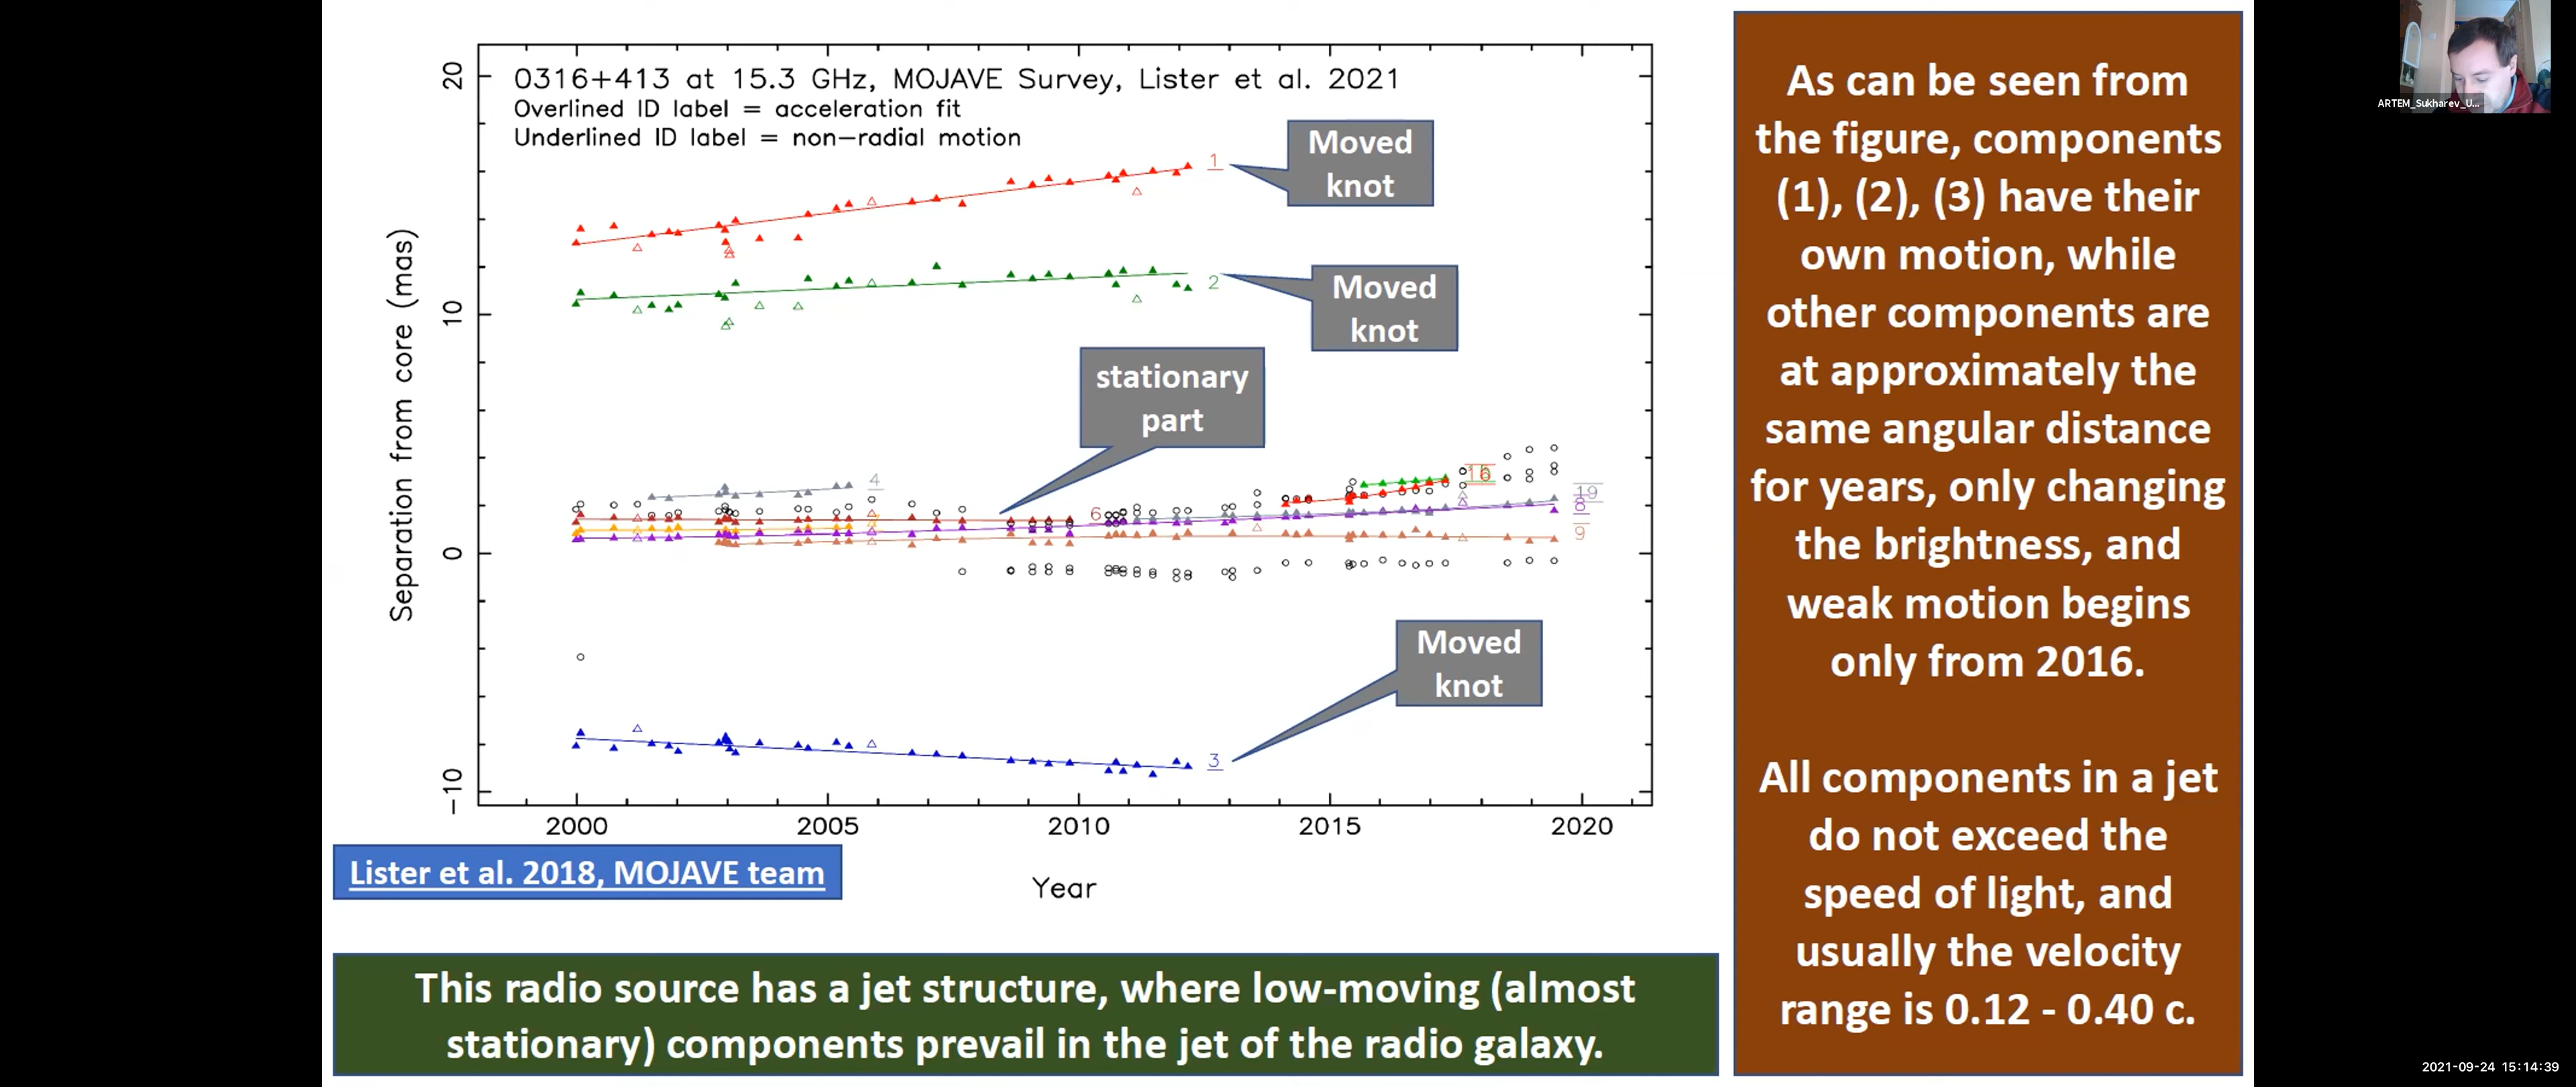 20
0316+413 at 15.3 GHz, MOJAVE Survey, Lister et al. 2021
Overlined ID label = acceleration fit
Underlined ID label = non-radial motion
1
Moved
knot
2
Moved
knot
Separation from core (mas)
10
stationary
part
4
16
19
8
6
9
0
Moved
knot
3
-10
2000
2005
2010
2015
2020
Year
Lister et al. 2018, MOJAVE team
This radio source has a jet structure, where low-moving (almost
stationary) components prevail in the jet of the radio galaxy.
As can be seen from
the figure, components
(1), (2), (3) have their
own motion, while
other components are
at approximately the
same angular distance
for years, only changing
the brightness, and
weak motion begins
only from 2016.
All components in a jet
do not exceed the
speed of light, and
usually the velocity
range is 0.12 - 0.40 c.
ARTEM_Sukharev_U...
2021-09-24 15:14:39